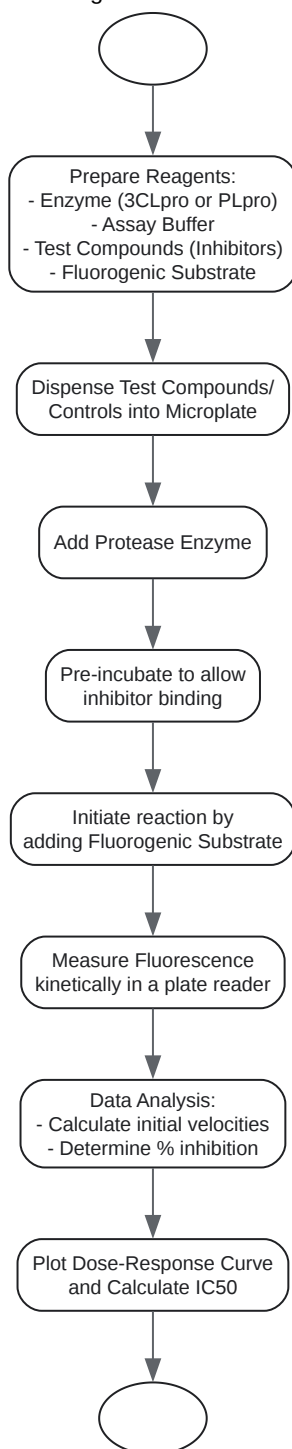 Prepare Reagents:
- Enzyme (3CLpro or PLpro)
- Assay Buffer
- Test Compounds (Inhibitors)
- Fluorogenic Substrate
Dispense Test Compounds/
Controls into Microplate
Add Protease Enzyme
Pre-incubate to allow
inhibitor binding
Initiate reaction by
adding Fluorogenic Substrate
Measure Fluorescence
kinetically in a plate reader
Data Analysis:
- Calculate initial velocities
- Determine % inhibition
Plot Dose-Response Curve
and Calculate IC50